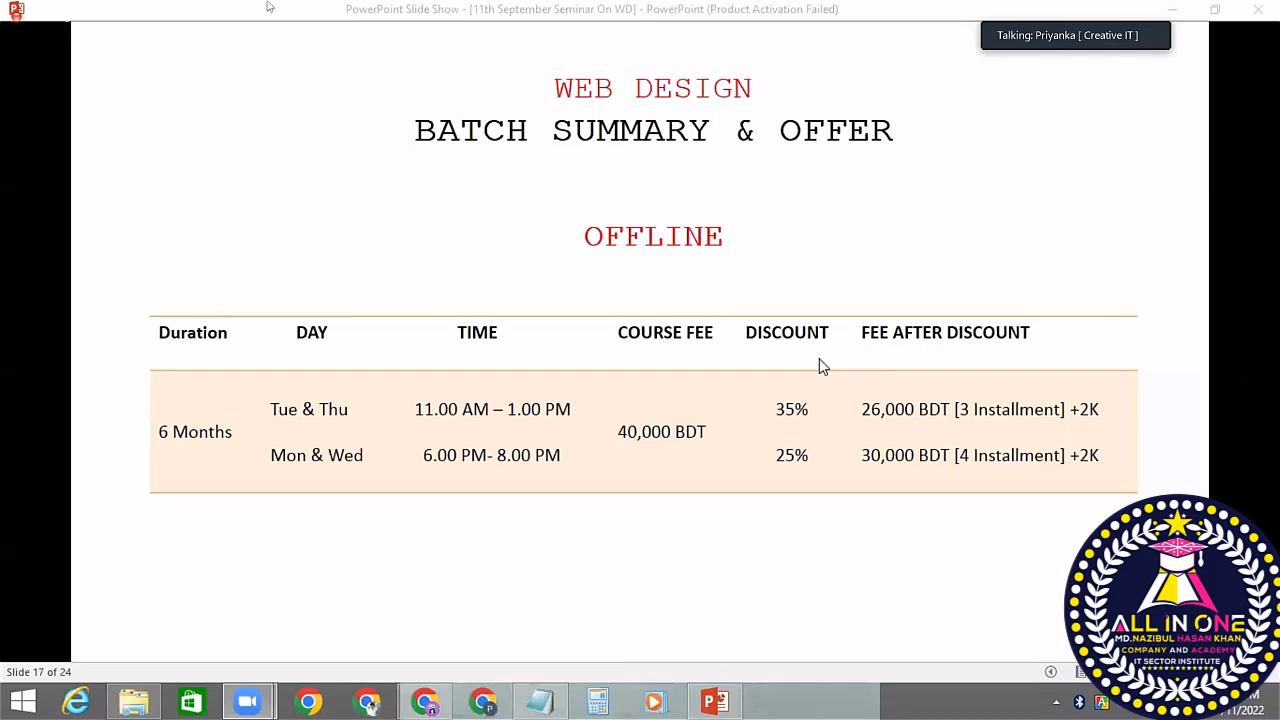 PowerPoint Slide Show - [11th September Seminar On WD] - PowerPoint (Product Activation Failed)
Talking: Priyanka [ Creative IT ]
WEB DESIGN
BATCH SUMMARY & OFFER
OFFLINE
Duration DAY TIME COURSE FEE DISCOUNT FEE AFTER DISCOUNT
Tue & Thu 11.00 AM – 1.00 PM 35% 26,000 BDT [3 Installment] +2K
6 Months 40,000 BDT
Mon & Wed 6.00 PM- 8.00 PM 25% 30,000 BDT [4 Installment] +2K
ALL IN ONE
MD.NAZIBUL HASAN KHAN
COMPANY AND ACADEMY
IT SECTOR INSTITUTE
Slide 17 of 24